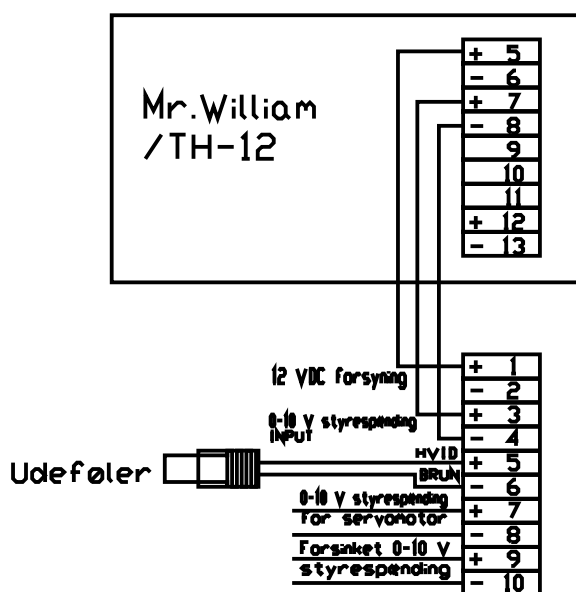 Mr.William
/TH-12
+ 5
- 6
+ 7
- 8
9
10
11
+ 12
- 13
12 VDC forsyning
0-10 V styrespænding
INPUT
Udeføler
HVID
BRUN
0-10 V styrespænding
for servomotor
Forsinket 0-10 V
styrespænding
+ 1
- 2
+ 3
- 4
+ 5
- 6
+ 7
- 8
+ 9
- 10